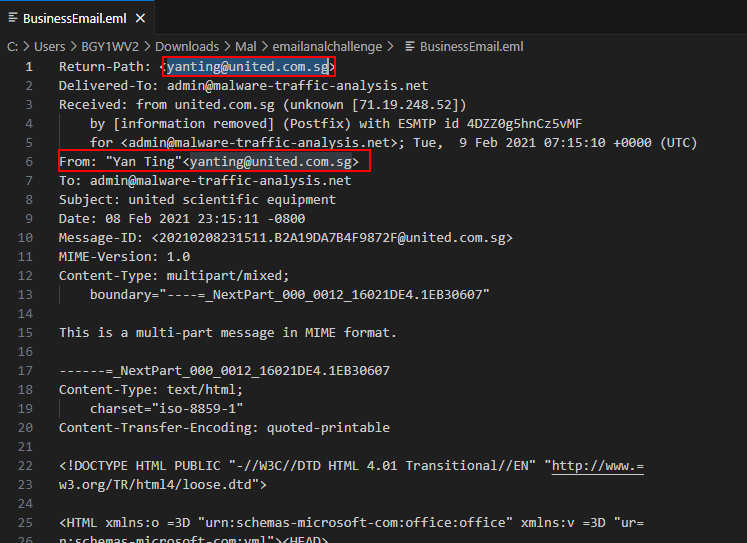 BusinessEmail.eml ×
C: > Users > BGY1WV2 > Downloads > Mal > emailanalchallenge > BusinessEmail.eml
1 Return-Path: <yanting@united.com.sg>
2 Delivered-To: admin@malware-traffic-analysis.net
3 Received: from united.com.sg (unknown [71.19.248.52])
4 by [information removed] (Postfix) with ESMTP id 4DZZ0g5hnCz5vMF
5 for <admin@malware-traffic-analysis.net>; Tue,  9 Feb 2021 07:15:10 +0000 (UTC)
6 From: "Yan Ting"<yanting@united.com.sg>
7 To: admin@malware-traffic-analysis.net
8 Subject: united scientific equipment
9 Date: 08 Feb 2021 23:15:11 -0800
10 Message-ID: <20210208231511.B2A19DA7B4F9872F@united.com.sg>
11 MIME-Version: 1.0
12 Content-Type: multipart/mixed;
13 boundary="----=_NextPart_000_0012_16021DE4.1EB30607"
14
15 This is a multi-part message in MIME format.
16
17 ------=_NextPart_000_0012_16021DE4.1EB30607
18 Content-Type: text/html;
19 charset="iso-8859-1"
20 Content-Transfer-Encoding: quoted-printable
21
22 <!DOCTYPE HTML PUBLIC "-//W3C//DTD HTML 4.01 Transitional//EN" "http://www.=
23 w3.org/TR/html4/loose.dtd">
24
25 <HTML xmlns:o =3D "urn:schemas-microsoft-com:office:office" xmlns:v =3D "ur=
26 n:schemas-microsoft-com:vml"><HEAD>